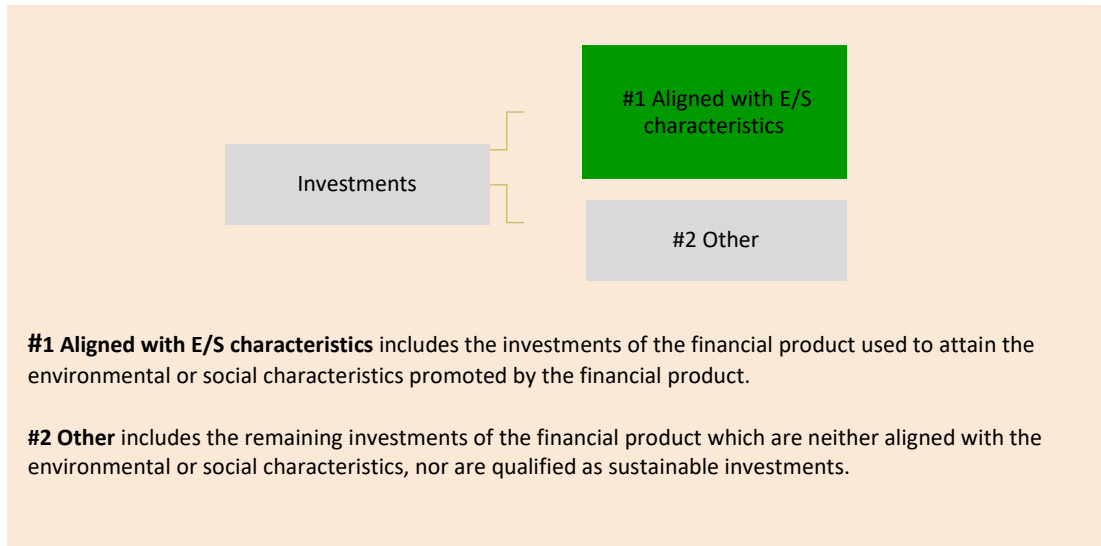 #1 Aligned with E/S
characteristics
Investments
#2 Other
#1 Aligned with E/S characteristics includes the investments of the financial product used to attain the
environmental or social characteristics promoted by the financial product.
#2 Other includes the remaining investments of the financial product which are neither aligned with the
environmental or social characteristics, nor are qualified as sustainable investments.